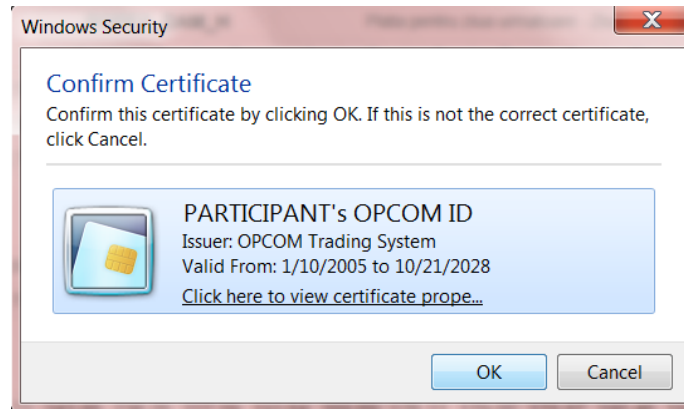 Windows Security
Confirm Certificate
Confirm this certificate by clicking OK. If this is not the correct certificate,
click Cancel.
PARTICIPANT's OPCOM ID
Issuer: OPCOM Trading System
Valid From: 1/10/2005 to 10/21/2028
Click here to view certificate prope...
OK
Cancel